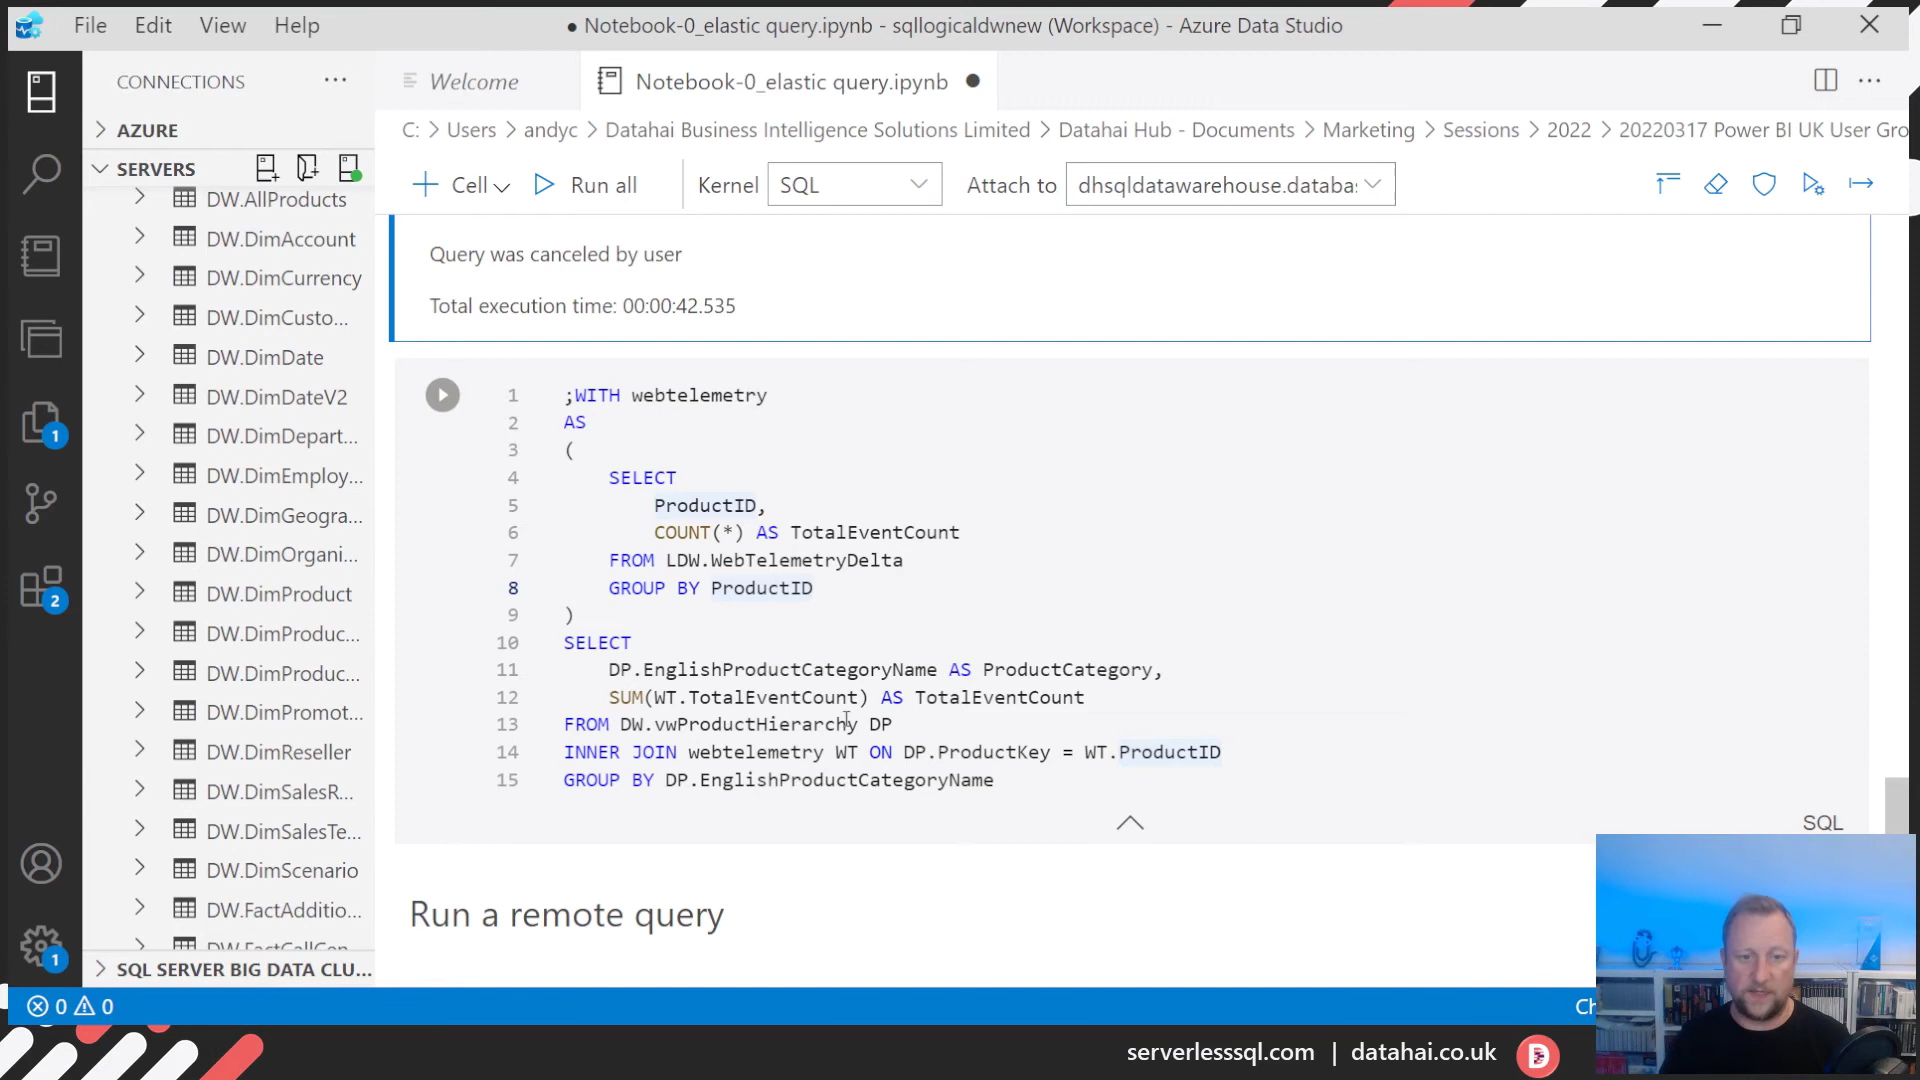 File Edit View Help
● Notebook-0_elastic query.ipynb - sqllogicaldwnew (Workspace) - Azure Data Studio
CONNECTIONS ...
Welcome
Notebook-0_elastic query.ipynb ●
AZURE
C: > Users > andyc > Datahai Business Intelligence Solutions Limited > Datahai Hub - Documents > Marketing > Sessions > 2022 > 20220317 Power BI UK User Gro
SERVERS
+ Cell Run all Kernel SQL Attach to dhsqldatawarehouse.databa:
DW.AllProducts
DW.DimAccount
DW.DimCurrency
DW.DimCusto...
DW.DimDate
DW.DimDateV2
DW.DimDepart...
DW.DimEmploy...
DW.DimGeogra...
DW.DimOrgani...
DW.DimProduct
DW.DimProduc...
DW.DimProduc...
DW.DimPromot...
DW.DimReseller
DW.DimSalesR...
DW.DimSalesTe...
DW.DimScenario
DW.FactAdditio...
DW.FactCallCen
SQL SERVER BIG DATA CLU...
1
2
1
Query was canceled by user
Total execution time: 00:00:42.535
1 ;WITH webtelemetry
2 AS
3 (
4 SELECT
5 ProductID,
6 COUNT(*) AS TotalEventCount
7 FROM LDW.WebTelemetryDelta
8 GROUP BY ProductID
9 )
10 SELECT
11 DP.EnglishProductCategoryName AS ProductCategory,
12 SUM(WT.TotalEventCount) AS TotalEventCount
13 FROM DW.vwProductHierarchy DP
14 INNER JOIN webtelemetry WT ON DP.ProductKey = WT.ProductID
15 GROUP BY DP.EnglishProductCategoryName
SQL
Run a remote query
0 0
Ch
serverlesssql.com | datahai.co.uk
D